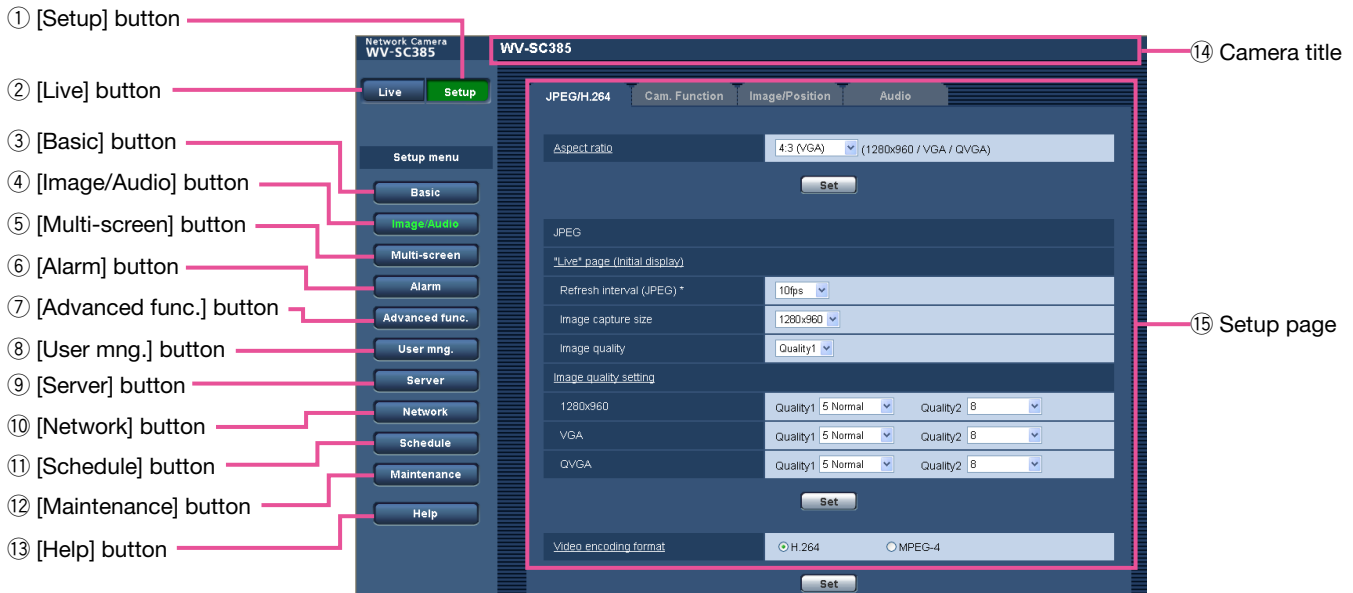 ① [Setup] button
② [Live] button
③ [Basic] button
④ [Image/Audio] button
⑤ [Multi-screen] button
⑥ [Alarm] button
⑦ [Advanced func.] button
⑧ [User mng.] button
⑨ [Server] button
⑩ [Network] button
⑪ [Schedule] button
⑫ [Maintenance] button
⑬ [Help] button
Network Camera
WV-SC385
Live Setup
Setup menu
Basic
Image/Audio
Multi-screen
Alarm
Advanced func.
User mng.
Server
Network
Schedule
Maintenance
Help
WV-SC385
JPEG/H.264 Cam. Function Image/Position Audio
Aspect ratio 4:3 (VGA) (1280x960 / VGA / QVGA)
Set
JPEG
"Live" page (Initial display)
Refresh interval (JPEG) * 10fps
Image capture size 1280x960
Image quality Quality1
Image quality setting
1280x960 Quality1 5 Normal Quality2 8
VGA Quality1 5 Normal Quality2 8
QVGA Quality1 5 Normal Quality2 8
Set
Video encoding format H.264 MPEG-4
Set
⑭ Camera title
⑮ Setup page